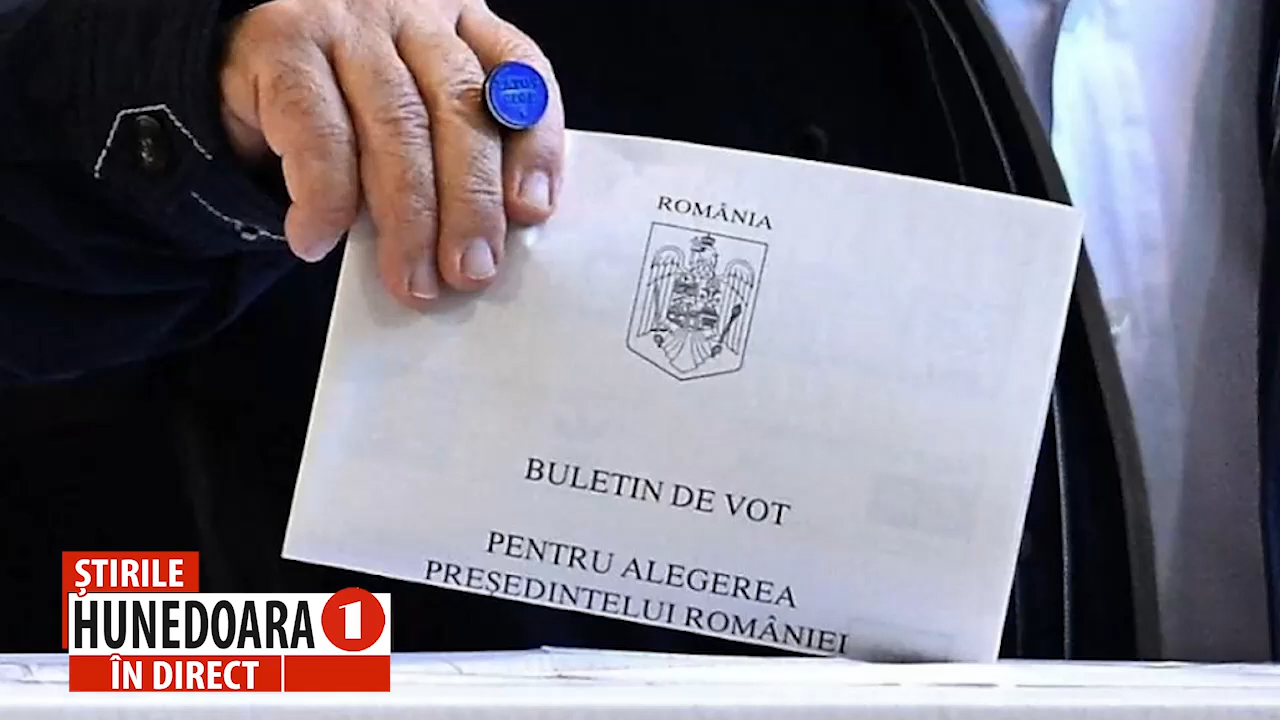 ROMÂNIA
BULETIN DE VOT
PENTRU ALEGEREA
PREȘEDINTELUI ROMÂNIEI
ȘTIRILE
HUNEDOARA 1
ÎN DIRECT